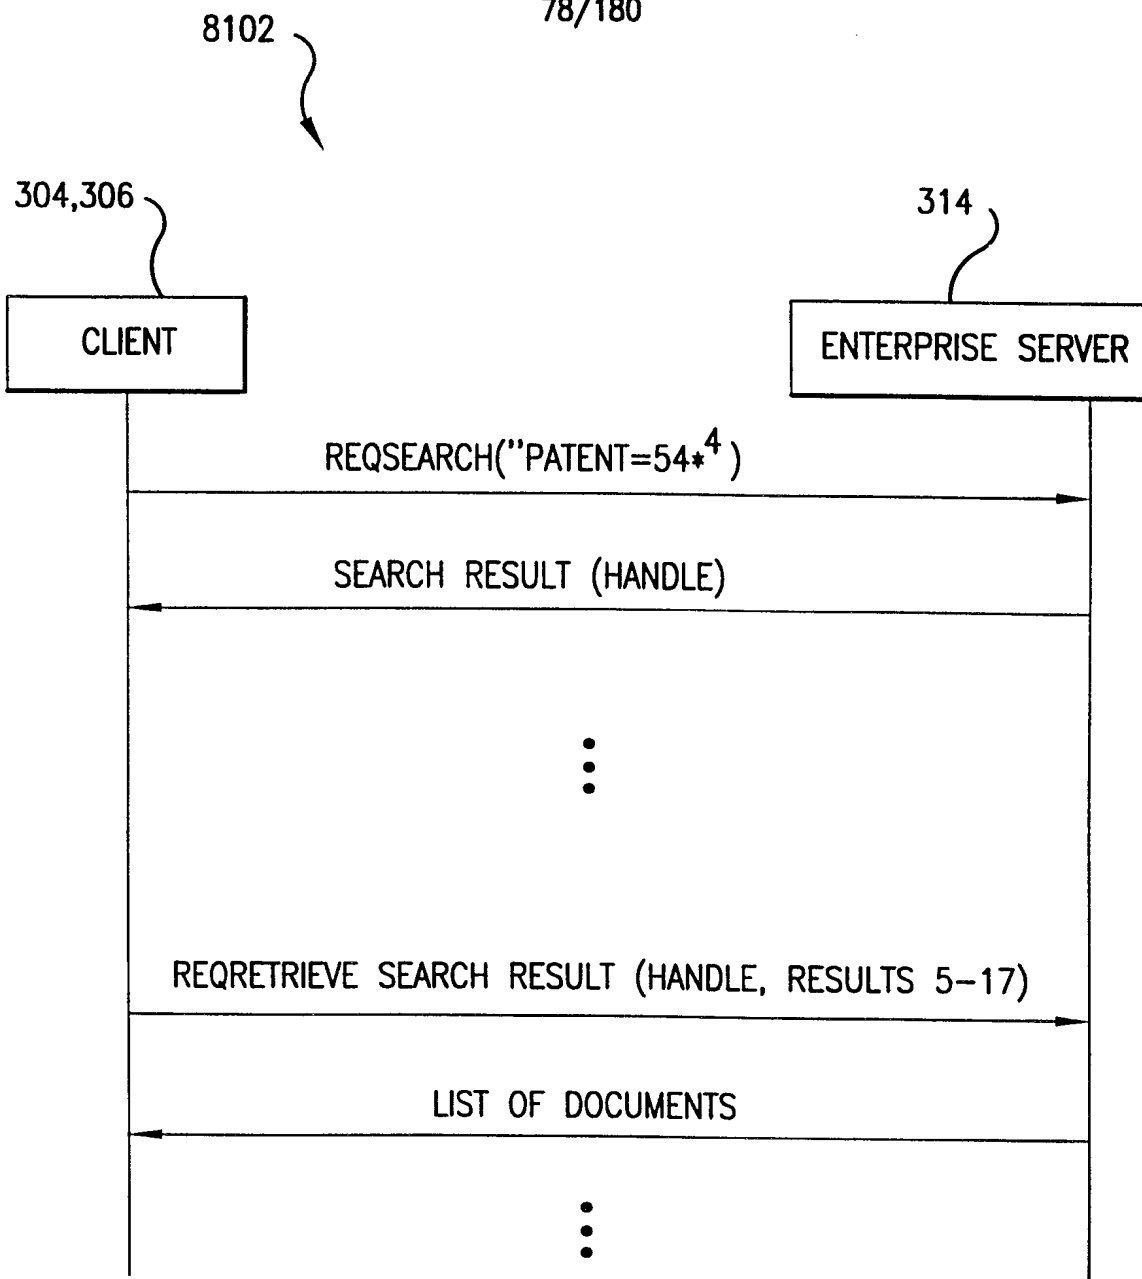 78/180
8102
304,306
314
CLIENT
ENTERPRISE SERVER
REQSEARCH("PATENT=54*4)
SEARCH RESULT (HANDLE)
REQRETRIEVE SEARCH RESULT (HANDLE, RESULTS 5–17)
LIST OF DOCUMENTS